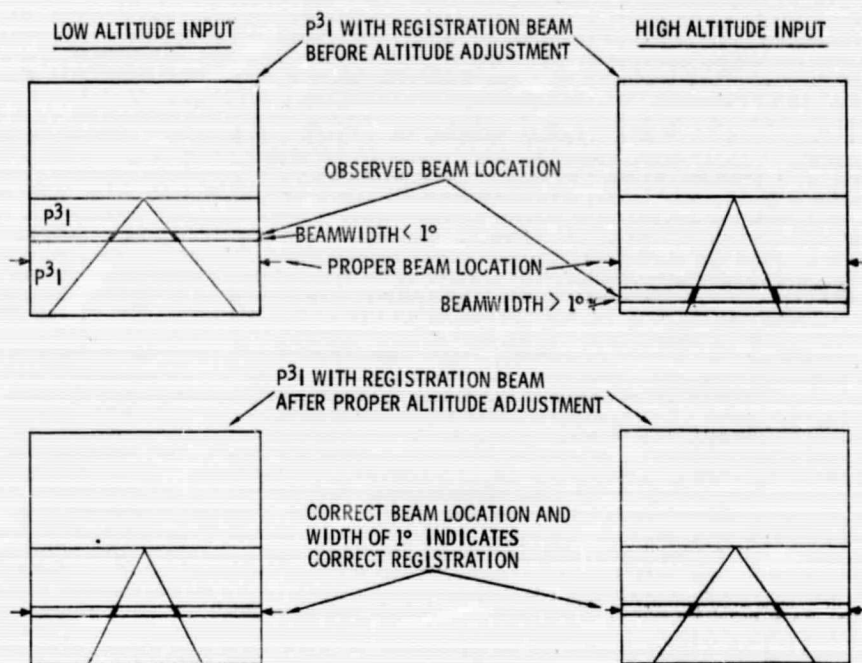 LOW ALTITUDE INPUT
P³I WITH REGISTRATION BEAM
BEFORE ALTITUDE ADJUSTMENT
HIGH ALTITUDE INPUT
OBSERVED BEAM LOCATION
P³I
BEAMWIDTH < 1°
P³I
PROPER BEAM LOCATION
BEAMWIDTH > 1°
P³I WITH REGISTRATION BEAM
AFTER PROPER ALTITUDE ADJUSTMENT
CORRECT BEAM LOCATION AND
WIDTH OF 1° INDICATES
CORRECT REGISTRATION